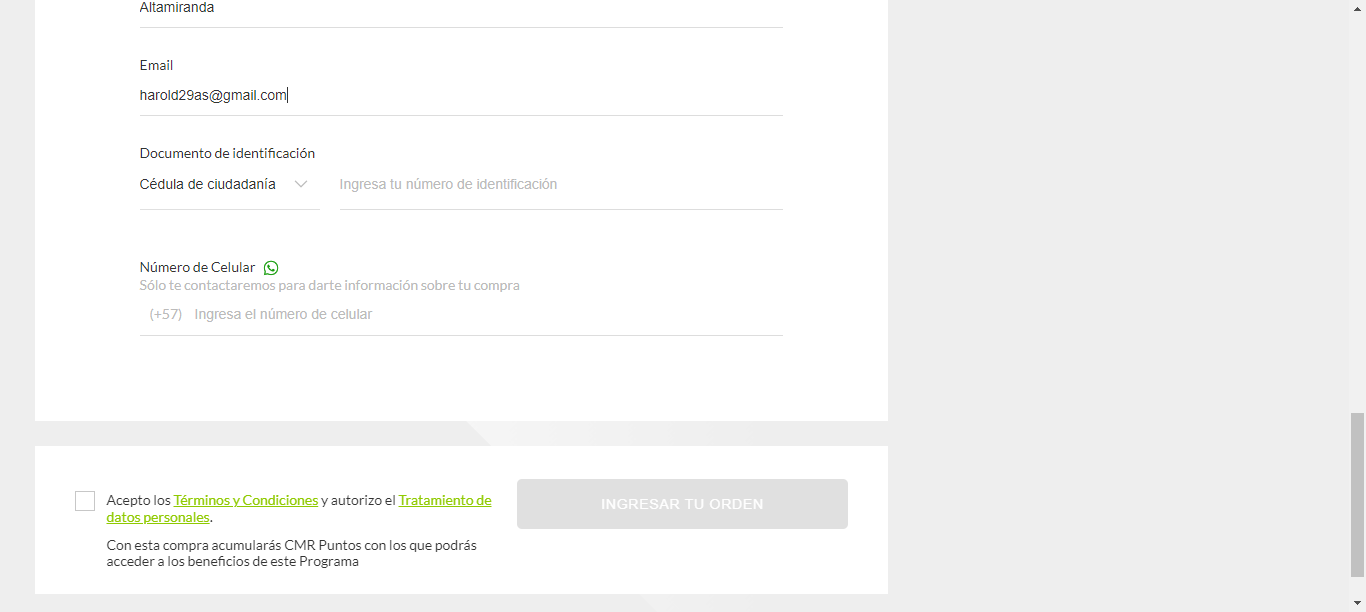 Altamiranda
Email
harold29as@gmail.com
Documento de identificación
Cédula de ciudadanía Ingresa tu número de identificación
Número de Celular
Sólo te contactaremos para darte información sobre tu compra
(+57) Ingresa el número de celular
Acepto los Términos y Condiciones y autorizo el Tratamiento de
datos personales.
INGRESAR TU ORDEN
Con esta compra acumularás CMR Puntos con los que podrás
acceder a los beneficios de este Programa